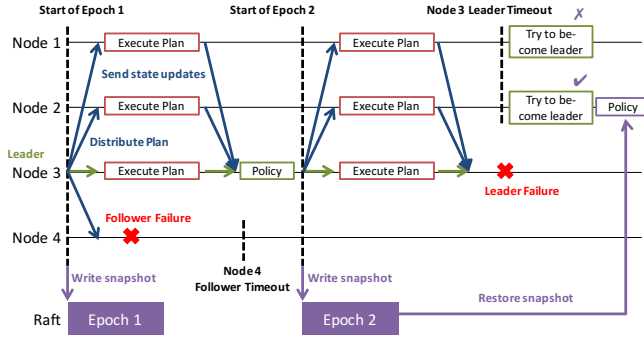 Start of Epoch 1
Start of Epoch 2
Node 3 Leader Timeout
✗
Node 1
Execute Plan
Execute Plan
Try to be-
come leader
Send state updates
✔
Node 2
Execute Plan
Execute Plan
Try to be-
come leader
Policy
Distribute Plan
Leader
Node 3
Execute Plan
Policy
Execute Plan
Leader Failure
Follower Failure
Node 4
Node 4
Follower Timeout
Write snapshot
Write snapshot
Restore snapshot
Raft
Epoch 1
Epoch 2